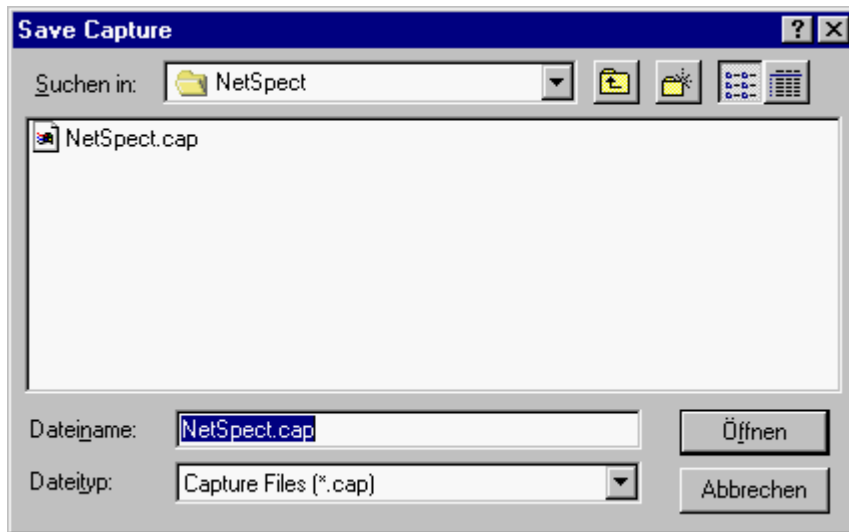 Save Capture
Suchen in: NetSpect
NetSpect.cap
Dateiname: NetSpect.cap Öffnen
Dateityp: Capture Files (*.cap) Abbrechen